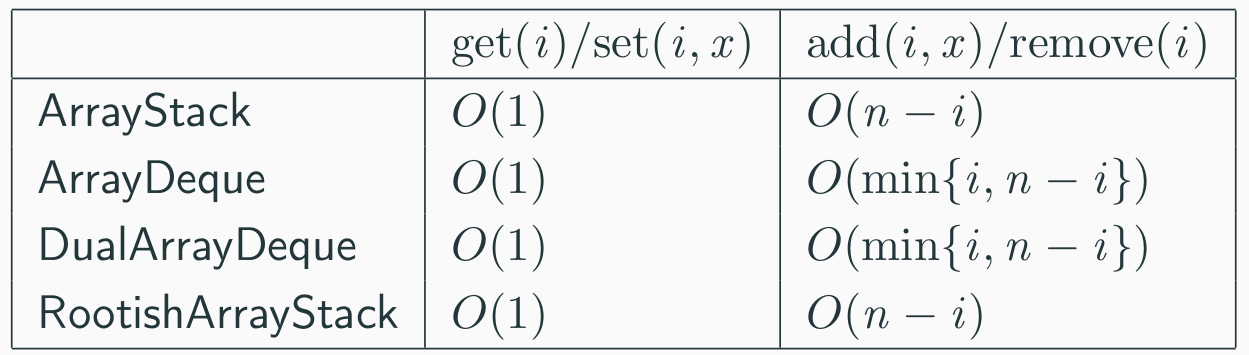 get(i)/set(i, x) add(i, x)/remove(i)
ArrayStack O(1) O(n − i)
ArrayDeque O(1) O(min{i, n − i})
DualArrayDeque O(1) O(min{i, n − i})
RootishArrayStack O(1) O(n − i)